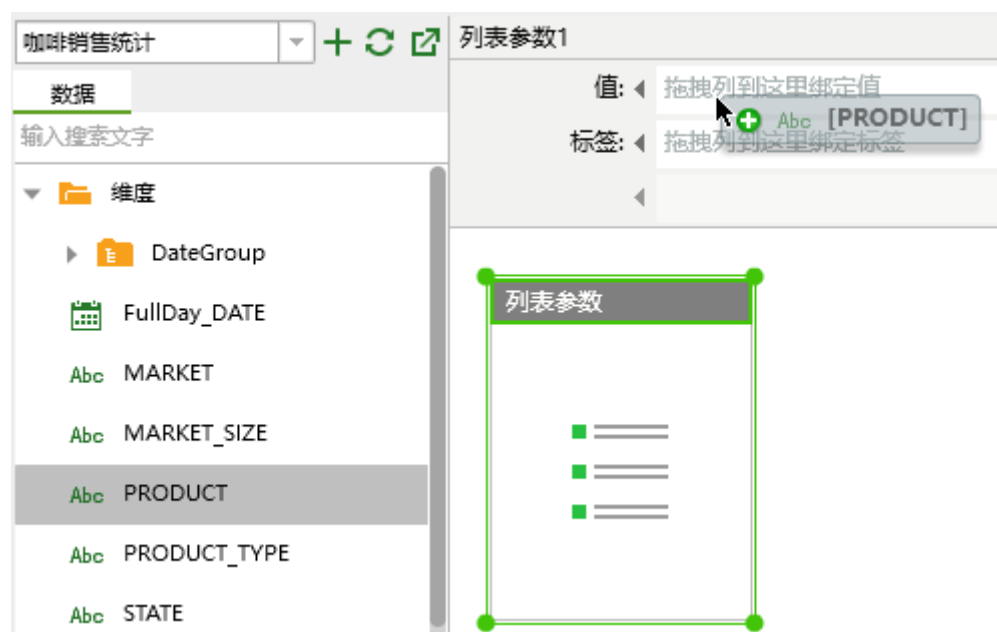 咖啡销售统计
数据
输入搜索文字
维度
DateGroup
FullDay_DATE
Abc MARKET
Abc MARKET_SIZE
Abc PRODUCT
Abc PRODUCT_TYPE
Abc STATE
列表参数1
值: 拖拽列到这里绑定值
Abc [PRODUCT]
标签: 拖拽列到这里绑定标签
列表参数